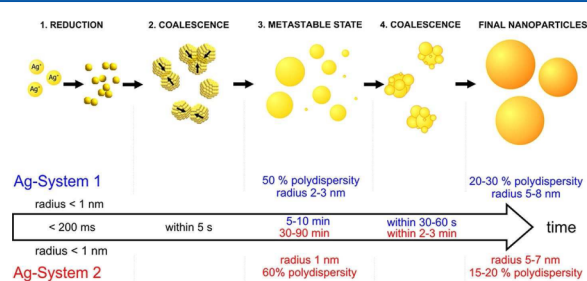 1. REDUCTION
2. COALESCENCE
3. METASTABLE STATE
4. COALESCENCE
FINAL NANOPARTICLES
Ag⁺
Ag⁺
Ag⁺
Ag-System 1
50 % polydispersity
radius 2-3 nm
20-30 % polydispersity
radius 5-8 nm
radius < 1 nm
< 200 ms
within 5 s
5-10 min
30-90 min
within 30-60 s
within 2-3 min
time
radius < 1 nm
Ag-System 2
radius 1 nm
60% polydispersity
radius 5-7 nm
15-20 % polydispersity